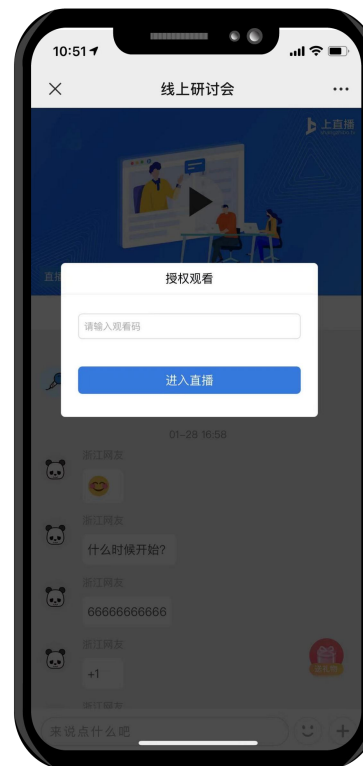 10:51
线上研讨会
上直播
直播
授权观看
请输入观看码
进入直播
01-28 16:58
浙江网友
浙江网友
什么时候开始?
浙江网友
66666666666
浙江网友
+1
浙江网友
来说点什么吧